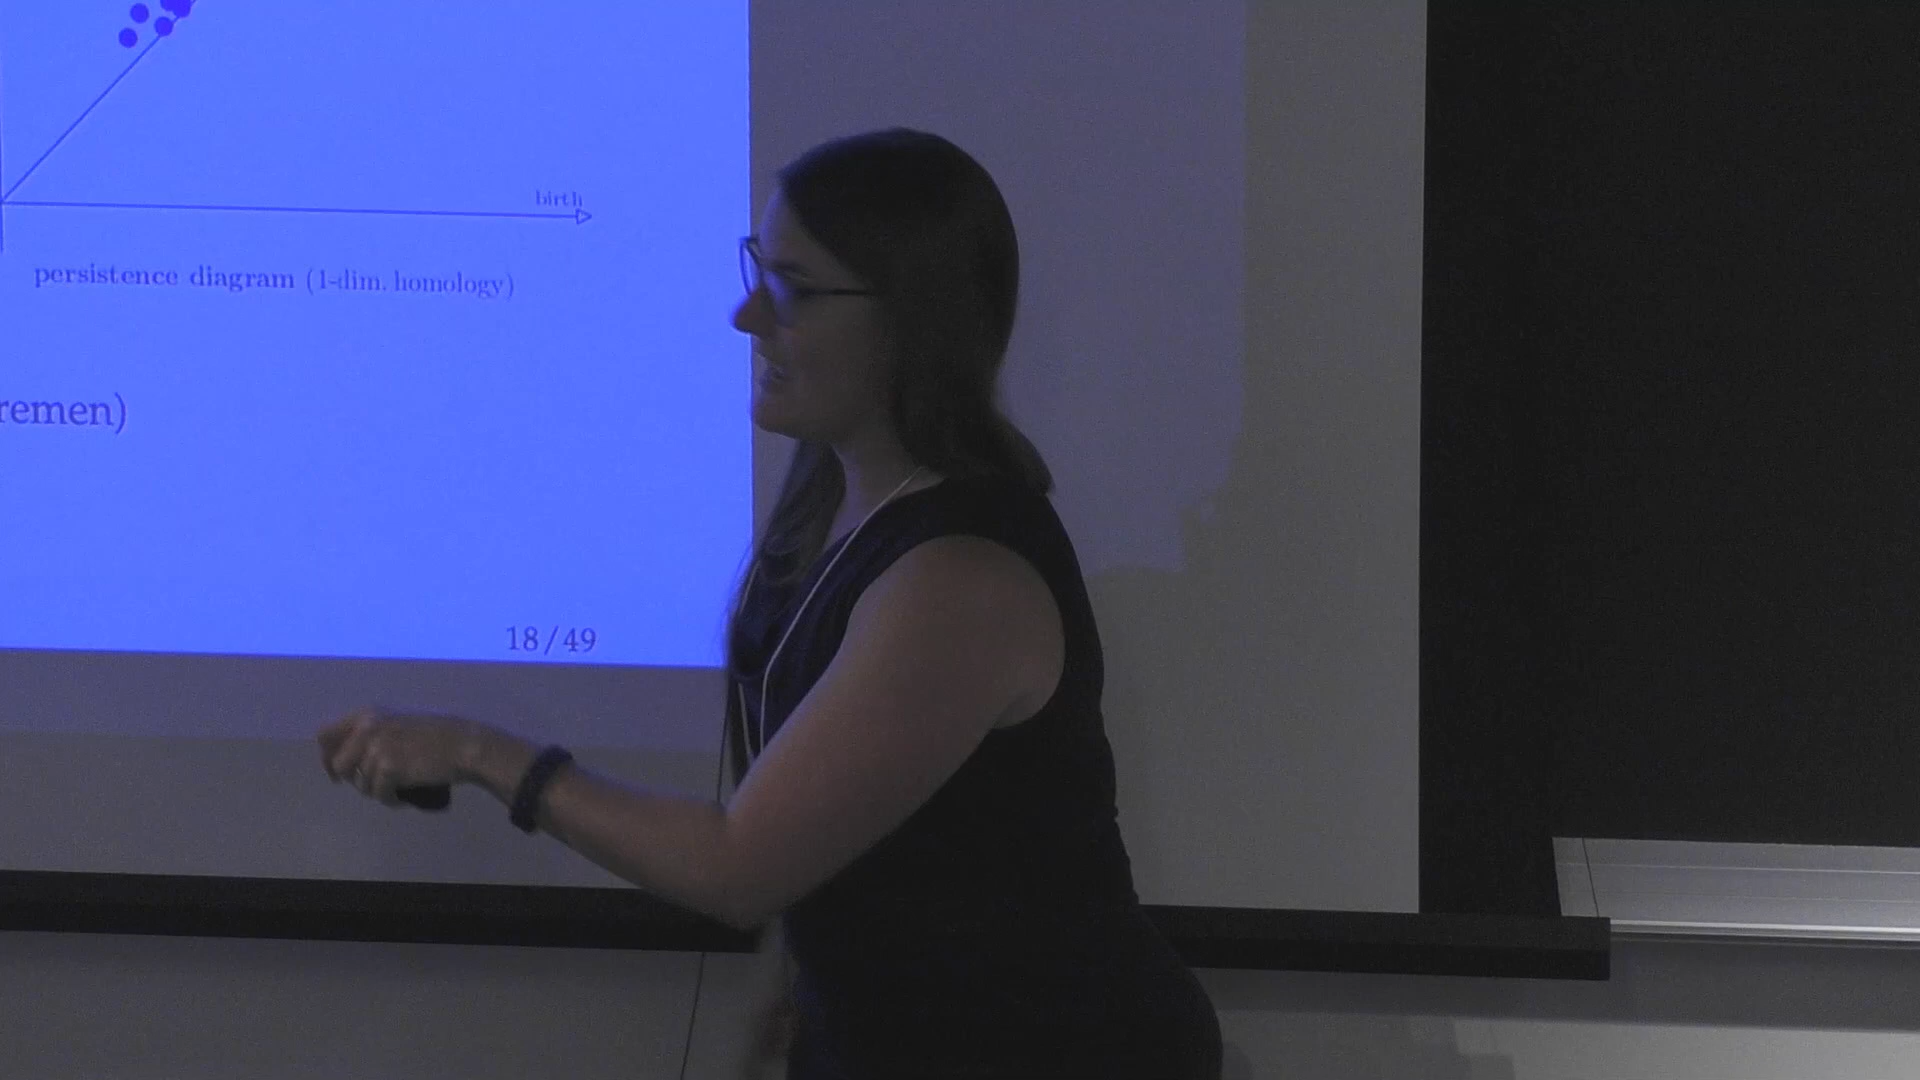 birth
persistence diagram (1-dim. homology)
remen)
18/49